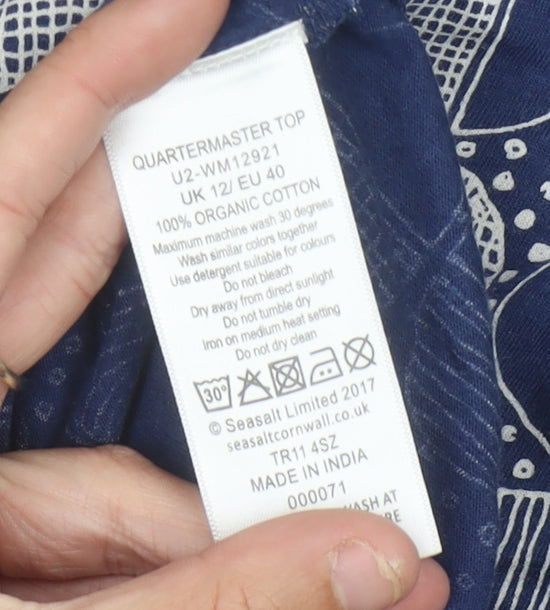 QUARTERMASTER TOP
U2-WM12921
UK 12/ EU 40
100% ORGANIC COTTON
Maximum machine wash 30 degrees
Wash similar colors together
Use detergent suitable for colours
Do not bleach
Dry away from direct sunlight
Do not tumble dry
Iron on medium heat setting
Do not dry clean
30°
© Seasalt Limited 2017
seasaltcornwall.co.uk
TR11 4SZ
MADE IN INDIA
000071
AT